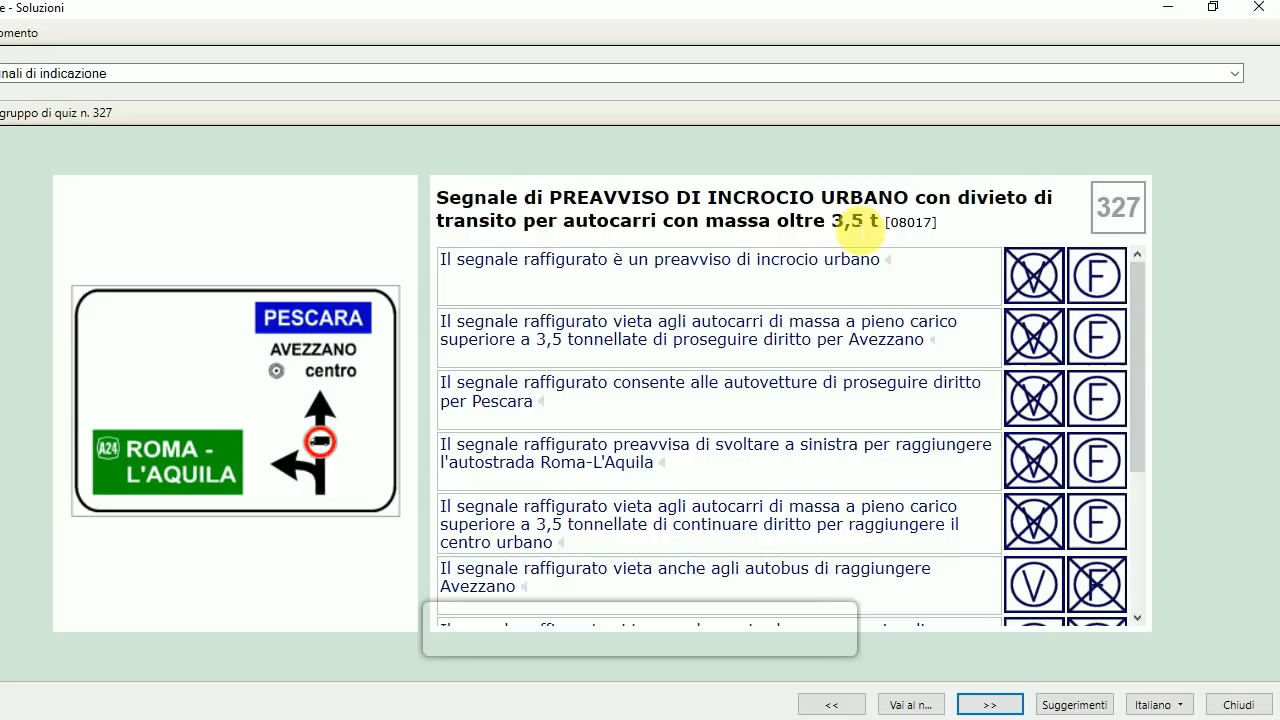 e - Soluzioni
omento
nali di indicazione
gruppo di quiz n. 327
PESCARA
AVEZZANO
centro
A24 ROMA -
L'AQUILA
Segnale di PREAVVISO DI INCROCIO URBANO con divieto di
transito per autocarri con massa oltre 3,5 t [08017]
327
Il segnale raffigurato è un preavviso di incrocio urbano
V F
Il segnale raffigurato vieta agli autocarri di massa a pieno carico
superiore a 3,5 tonnellate di proseguire diritto per Avezzano
V F
Il segnale raffigurato consente alle autovetture di proseguire diritto
per Pescara
V F
Il segnale raffigurato preavvisa di svoltare a sinistra per raggiungere
l'autostrada Roma-L'Aquila
V F
Il segnale raffigurato vieta agli autocarri di massa a pieno carico
superiore a 3,5 tonnellate di continuare diritto per raggiungere il
centro urbano
V F
Il segnale raffigurato vieta anche agli autobus di raggiungere
Avezzano
V F
<< Vai al n... >> Suggerimenti Italiano Chiudi